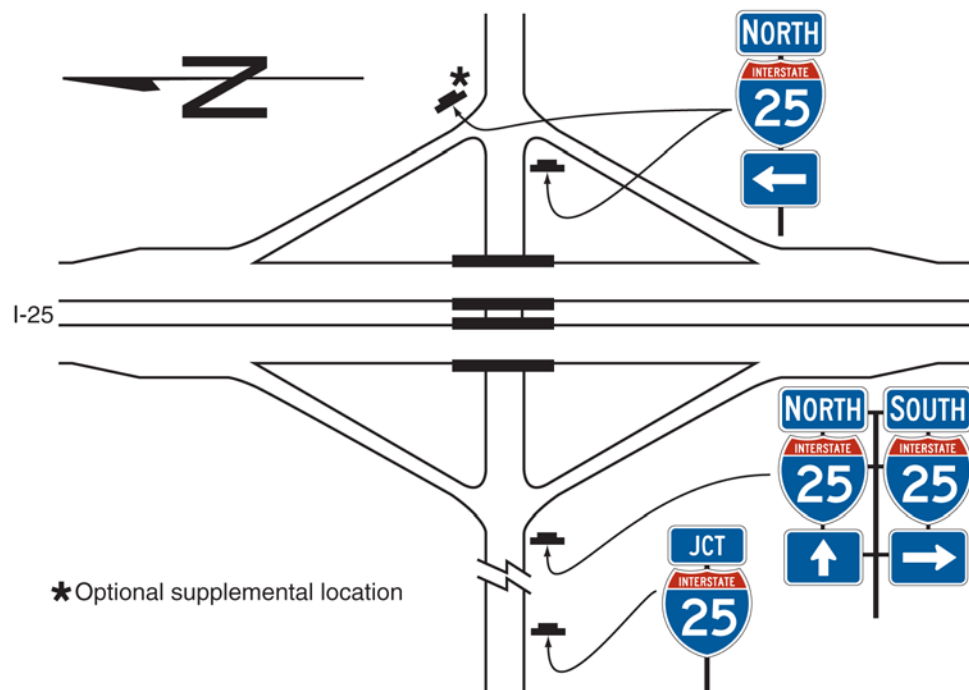 N
*
NORTH
INTERSTATE
25
I-25
NORTH SOUTH
INTERSTATE INTERSTATE
25 25
JCT
INTERSTATE
25
* Optional supplemental location